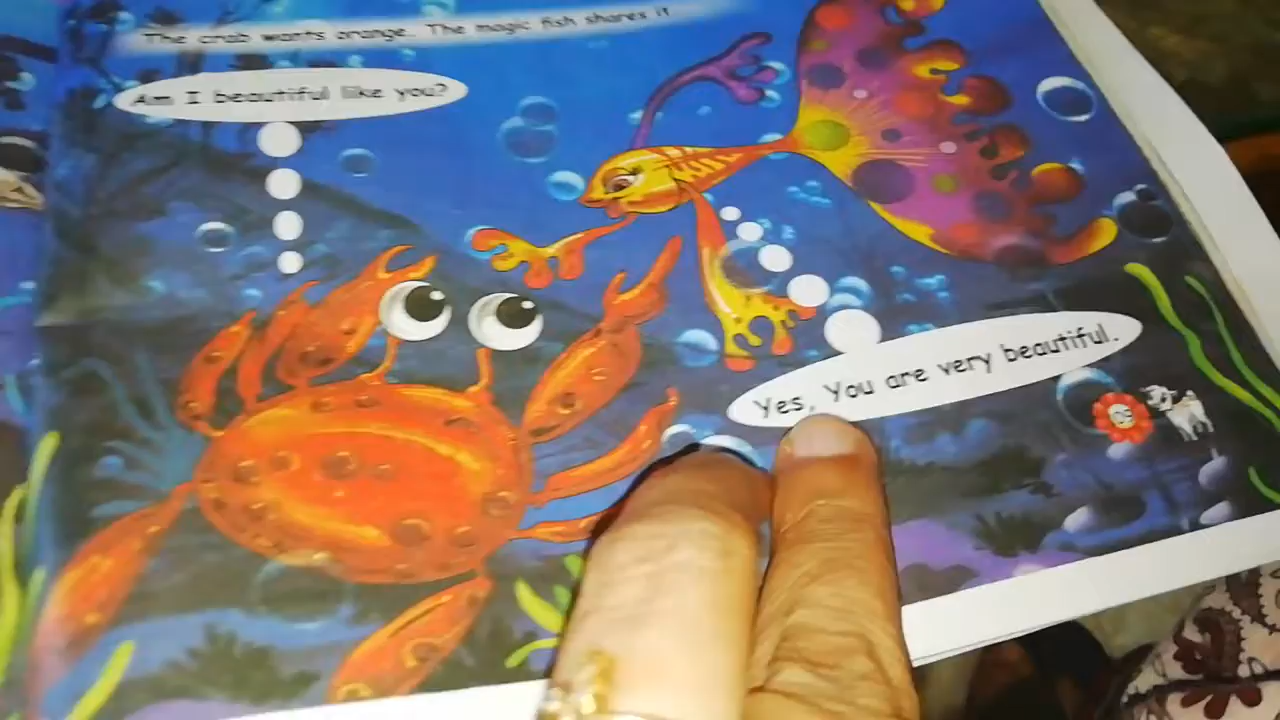 The crab wants orange. The magic fish shares it
Am I beautiful like you?
Yes, You are very beautiful.